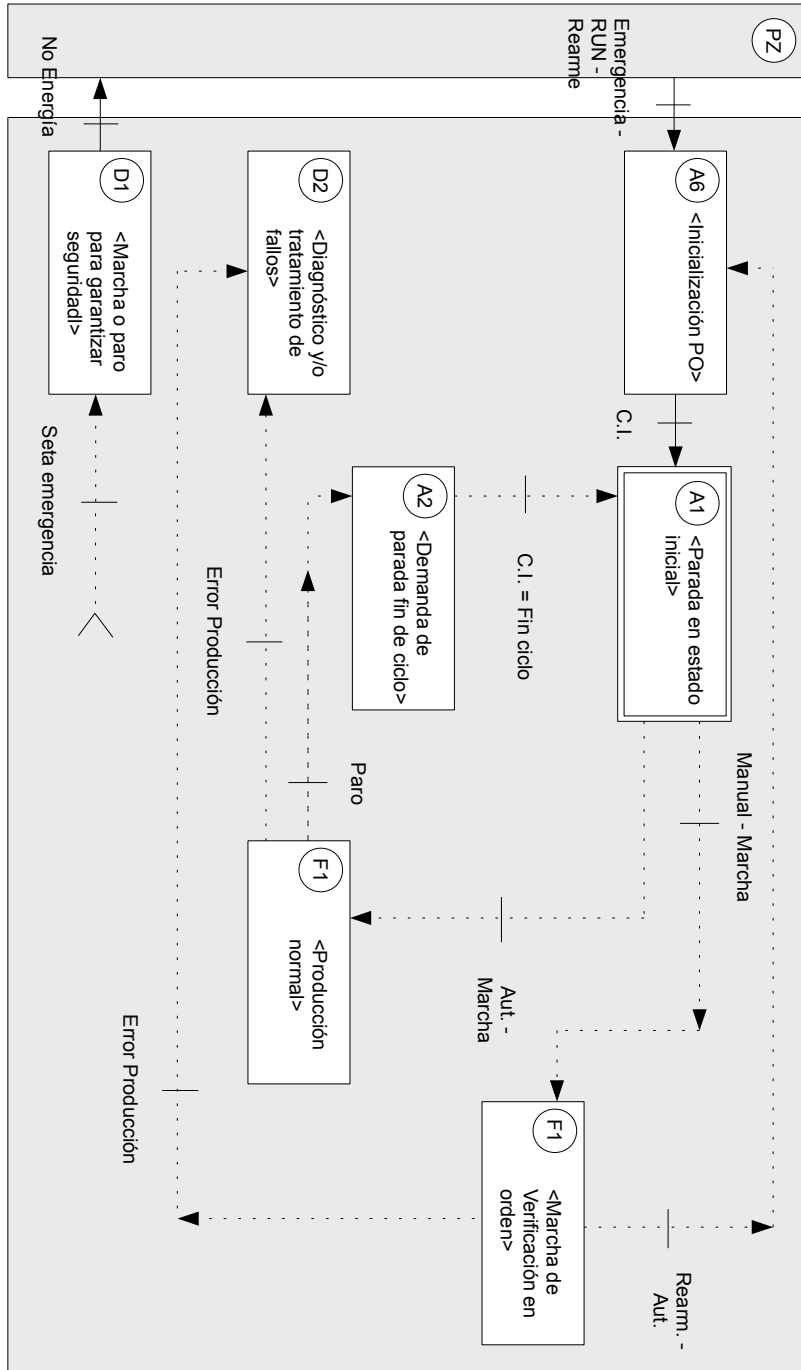 PZ
Emergencia -
RUN -
Rearme
No Energía
A6
<Inicialización PO>
C.I.
A1
<Parada en estado
inicial>
Manual - Marcha
Rearm. -
Aut.
D2
<Diagnóstico y/o
tratamiento de
fallos>
A2
<Demanda de
parada fin de ciclo>
C.I. = Fin ciclo
Aut. -
Marcha
F1
<Marcha de
Verificación en
orden>
Paro
F1
<Producción
normal>
Error Producción
D1
<Marcha o paro
para garantizar
seguridadl>
Seta emergencia
Error Producción